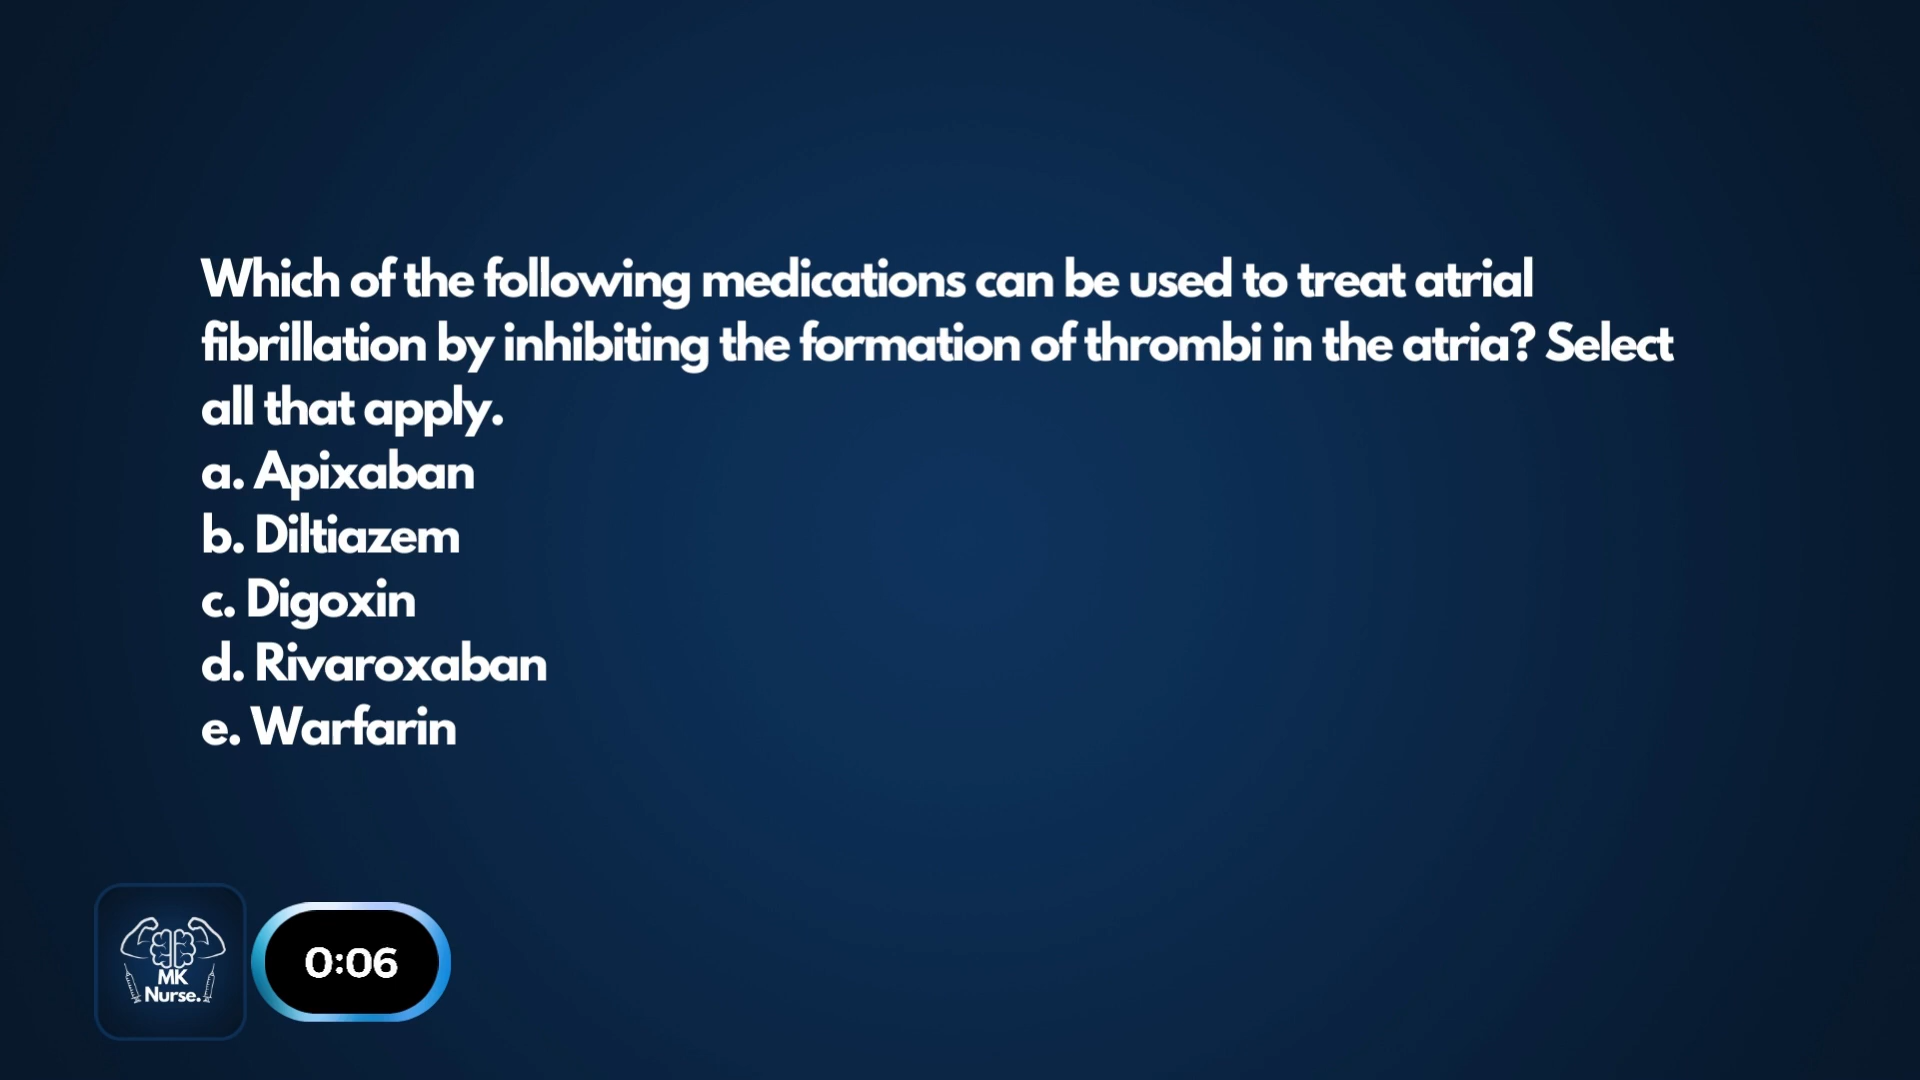 Which of the following medications can be used to treat atrial
fibrillation by inhibiting the formation of thrombi in the atria? Select
all that apply.
a. Apixaban
b. Diltiazem
c. Digoxin
d. Rivaroxaban
e. Warfarin
MK
Nurse.
0:06